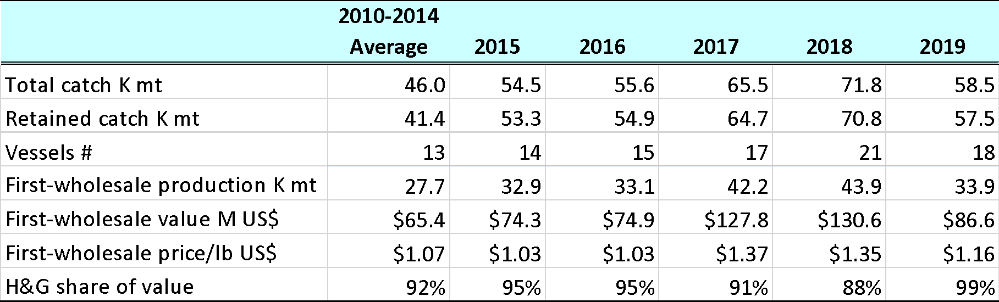 2010-2014
Average 2015 2016 2017 2018 2019
Total catch K mt 46.0 54.5 55.6 65.5 71.8 58.5
Retained catch K mt 41.4 53.3 54.9 64.7 70.8 57.5
Vessels # 13 14 15 17 21 18
First-wholesale production K mt 27.7 32.9 33.1 42.2 43.9 33.9
First-wholesale value M US$ $65.4 $74.3 $74.9 $127.8 $130.6 $86.6
First-wholesale price/lb US$ $1.07 $1.03 $1.03 $1.37 $1.35 $1.16
H&G share of value 92% 95% 95% 91% 88% 99%